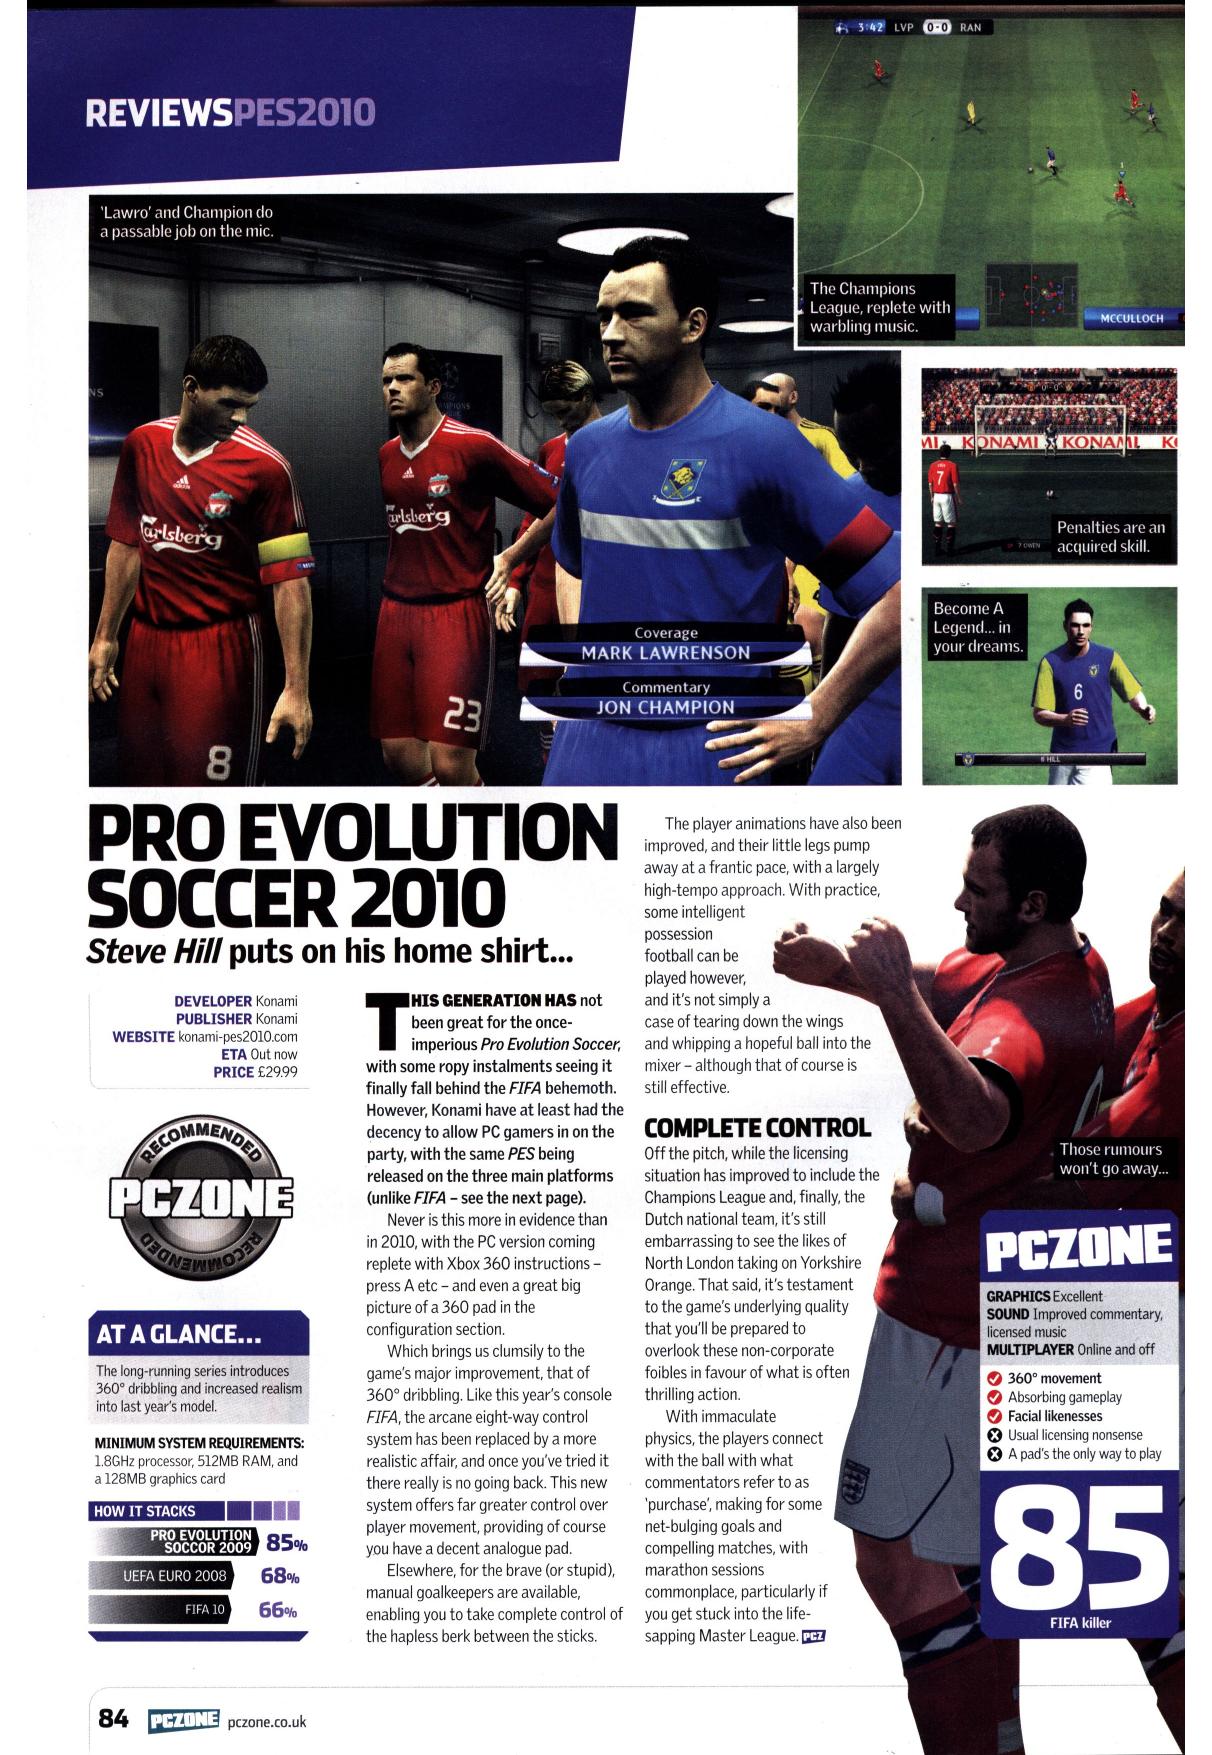 REVIEWSPES2010
3:42 LVP 0-0 RAN
'Lawro' and Champion do
a passable job on the mic.
The Champions
League, replete with
warbling music.
MCCULLOCH
Carlsberg
Carlsberg
8
23
Coverage
MARK LAWRENSON
Commentary
JON CHAMPION
KONAMI KONAMI
7
7 OWEN
Penalties are an
acquired skill.
Become A
Legend... in
your dreams.
6
6 HILL
PRO EVOLUTION
SOCCER 2010
Steve Hill puts on his home shirt...
DEVELOPER Konami
PUBLISHER Konami
WEBSITE konami-pes2010.com
ETA Out now
PRICE £29.99
RECOMMENDED
PCZONE
RECOMMENDED
AT A GLANCE...
The long-running series introduces
360° dribbling and increased realism
into last year's model.
MINIMUM SYSTEM REQUIREMENTS:
1.8GHz processor, 512MB RAM, and
a 128MB graphics card
HOW IT STACKS
PRO EVOLUTION
SOCCER 2009 85%
UEFA EURO 2008 68%
FIFA 10 66%
THIS GENERATION HAS not
been great for the once-
imperious Pro Evolution Soccer,
with some ropy instalments seeing it
finally fall behind the FIFA behemoth.
However, Konami have at least had the
decency to allow PC gamers in on the
party, with the same PES being
released on the three main platforms
(unlike FIFA – see the next page).
Never is this more in evidence than
in 2010, with the PC version coming
replete with Xbox 360 instructions –
press A etc – and even a great big
picture of a 360 pad in the
configuration section.
Which brings us clumsily to the
game's major improvement, that of
360° dribbling. Like this year's console
FIFA, the arcane eight-way control
system has been replaced by a more
realistic affair, and once you've tried it
there really is no going back. This new
system offers far greater control over
player movement, providing of course
you have a decent analogue pad.
Elsewhere, for the brave (or stupid),
manual goalkeepers are available,
enabling you to take complete control of
the hapless berk between the sticks.
The player animations have also been
improved, and their little legs pump
away at a frantic pace, with a largely
high-tempo approach. With practice,
some intelligent
possession
football can be
played however,
and it's not simply a
case of tearing down the wings
and whipping a hopeful ball into the
mixer – although that of course is
still effective.
COMPLETE CONTROL
Off the pitch, while the licensing
situation has improved to include the
Champions League and, finally, the
Dutch national team, it's still
embarrassing to see the likes of
North London taking on Yorkshire
Orange. That said, it's testament
to the game's underlying quality
that you'll be prepared to
overlook these non-corporate
foibles in favour of what is often
thrilling action.
With immaculate
physics, the players connect
with the ball with what
commentators refer to as
'purchase', making for some
net-bulging goals and
compelling matches, with
marathon sessions
commonplace, particularly if
you get stuck into the life-
sapping Master League. PCZ
Those rumours
won't go away...
PCZONE
GRAPHICS Excellent
SOUND Improved commentary,
licensed music
MULTIPLAYER Online and off
360° movement
Absorbing gameplay
Facial likenesses
Usual licensing nonsense
A pad's the only way to play
85
FIFA killer
84 PCZONE pczone.co.uk